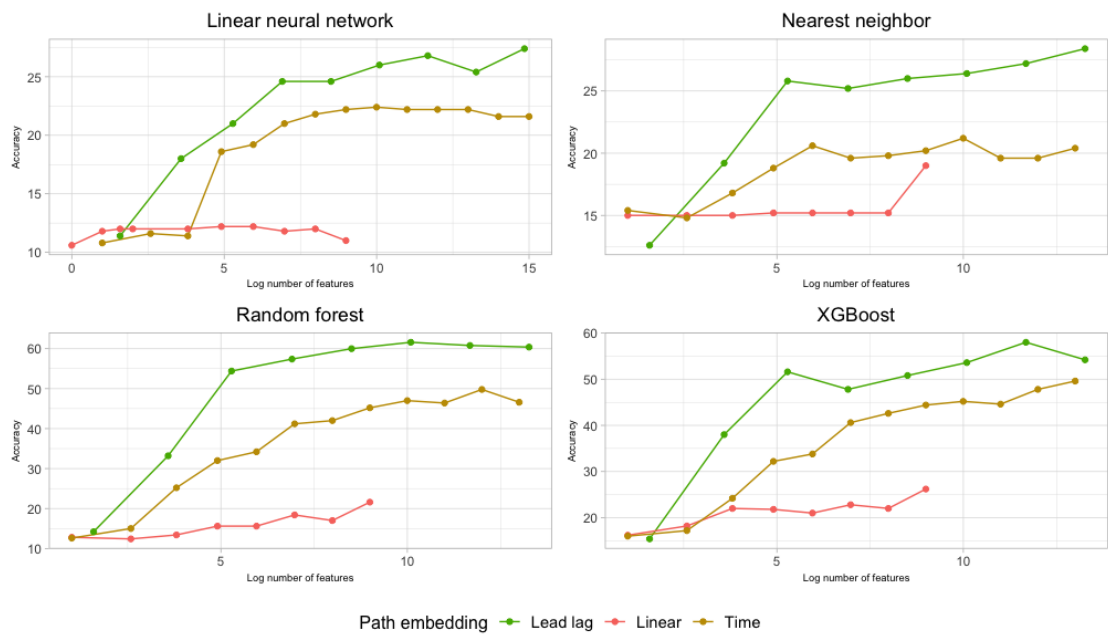 Linear neural network
Accuracy
25
20
15
10
0
5
10
15
Log number of features
Nearest neighbor
Accuracy
25
20
15
5
10
Log number of features
Random forest
Accuracy
60
50
40
30
20
10
5
10
Log number of features
XGBoost
Accuracy
60
50
40
30
20
5
10
Log number of features
Path embedding Lead lag Linear Time